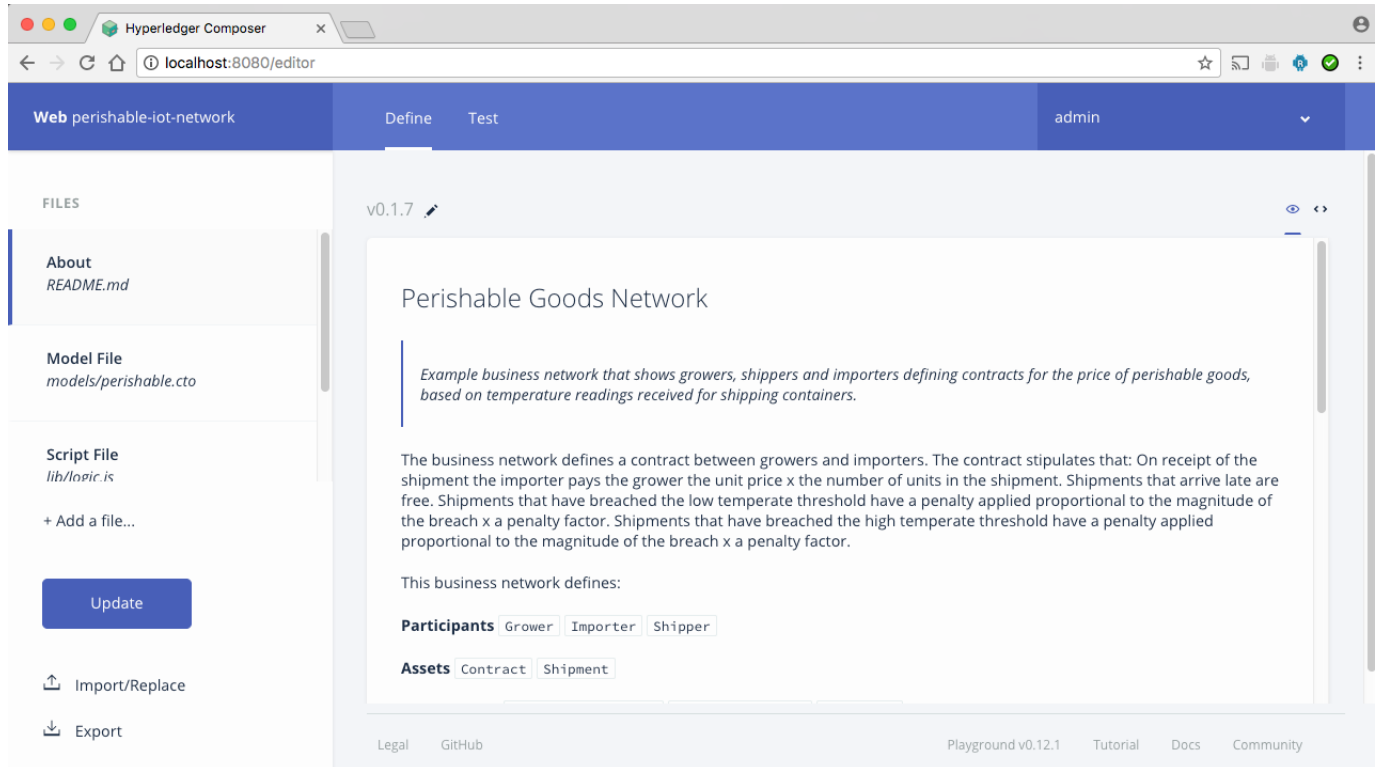 Hyperledger Composer
localhost:8080/editor
Web perishable-iot-network
Define
Test
admin
FILES
v0.1.7
About
README.md
Model File
models/perishable.cto
Script File
lib/logic.js
+ Add a file...
Update
Import/Replace
Export
Perishable Goods Network
Example business network that shows growers, shippers and importers defining contracts for the price of perishable goods,
based on temperature readings received for shipping containers.
The business network defines a contract between growers and importers. The contract stipulates that: On receipt of the
shipment the importer pays the grower the unit price x the number of units in the shipment. Shipments that arrive late are
free. Shipments that have breached the low temperate threshold have a penalty applied proportional to the magnitude of
the breach x a penalty factor. Shipments that have breached the high temperate threshold have a penalty applied
proportional to the magnitude of the breach x a penalty factor.
This business network defines:
Participants Grower Importer Shipper
Assets Contract Shipment
Legal
GitHub
Playground v0.12.1
Tutorial
Docs
Community